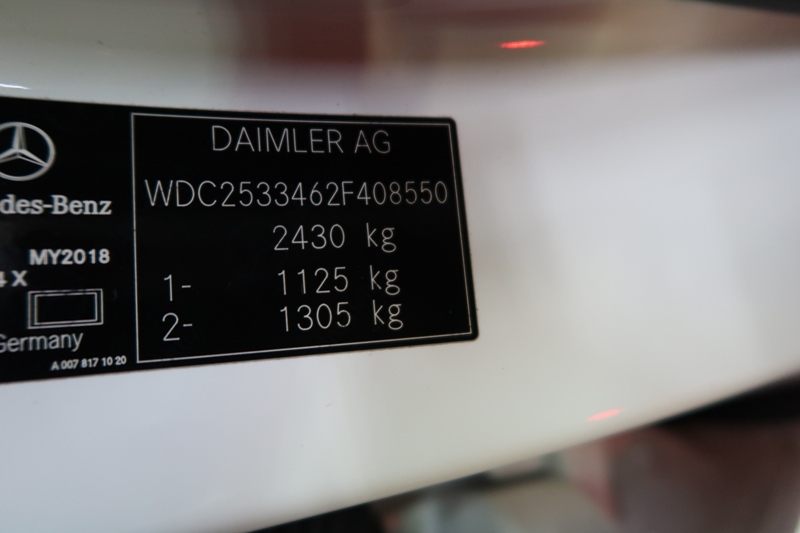 DAIMLER AG
WDC2533462F408550
2430 kg
1- 1125 kg
2- 1305 kg
des-Benz
MY2018
4 X
Germany
A 007 817 10 20